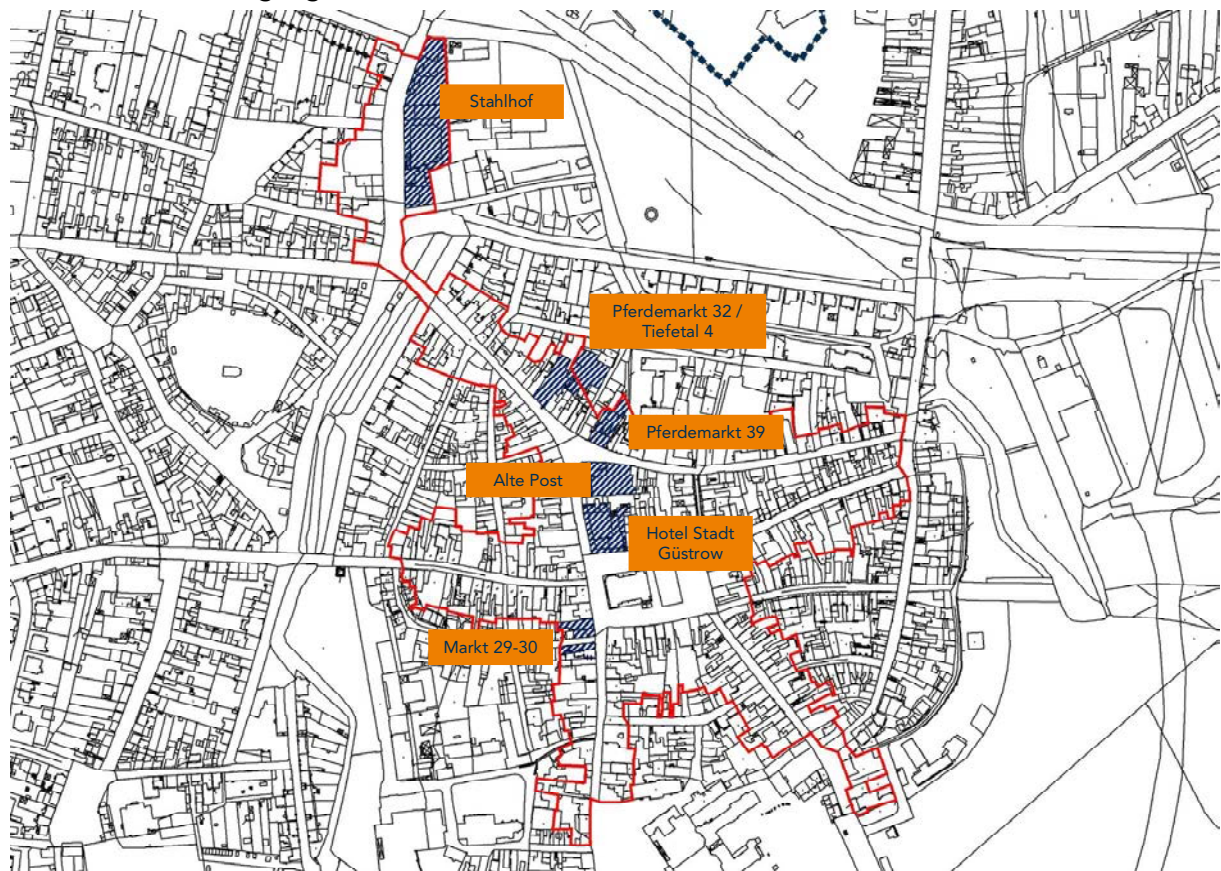 Stahlhof
Pferdemarkt 32 /
Tiefetal 4
Pferdemarkt 39
Alte Post
Hotel Stadt
Güstrow
Markt 29-30